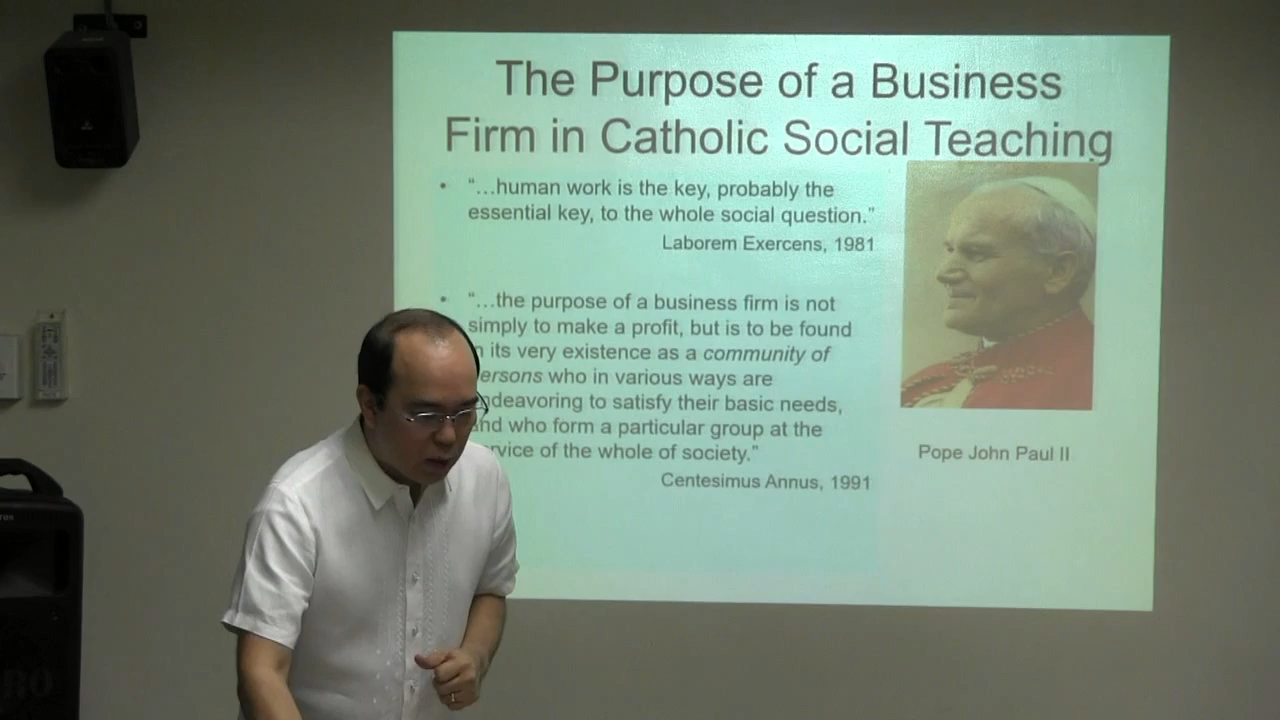 The Purpose of a Business
Firm in Catholic Social Teaching
• “…human work is the key, probably the
essential key, to the whole social question.”
Laborem Exercens, 1981
• “…the purpose of a business firm is not
simply to make a profit, but is to be found
its very existence as a community of
who in various ways are
to satisfy their basic needs,
and who form a particular group at the
of the whole of society.”
Centesimus Annus, 1991
Pope John Paul II